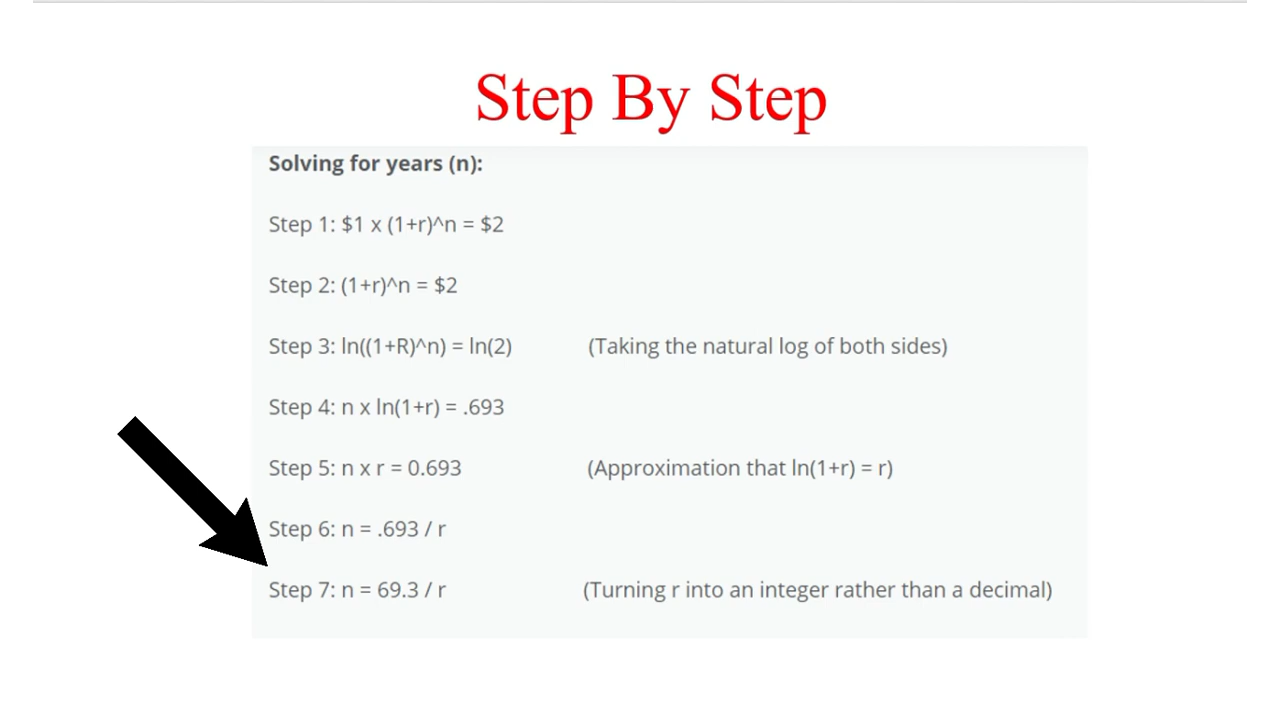 Step By Step
Solving for years (n):
Step 1: $1 x (1+r)^n = $2
Step 2: (1+r)^n = $2
Step 3: ln((1+R)^n) = ln(2) (Taking the natural log of both sides)
Step 4: n x ln(1+r) = .693
Step 5: n x r = 0.693 (Approximation that ln(1+r) = r)
Step 6: n = .693 / r
Step 7: n = 69.3 / r (Turning r into an integer rather than a decimal)